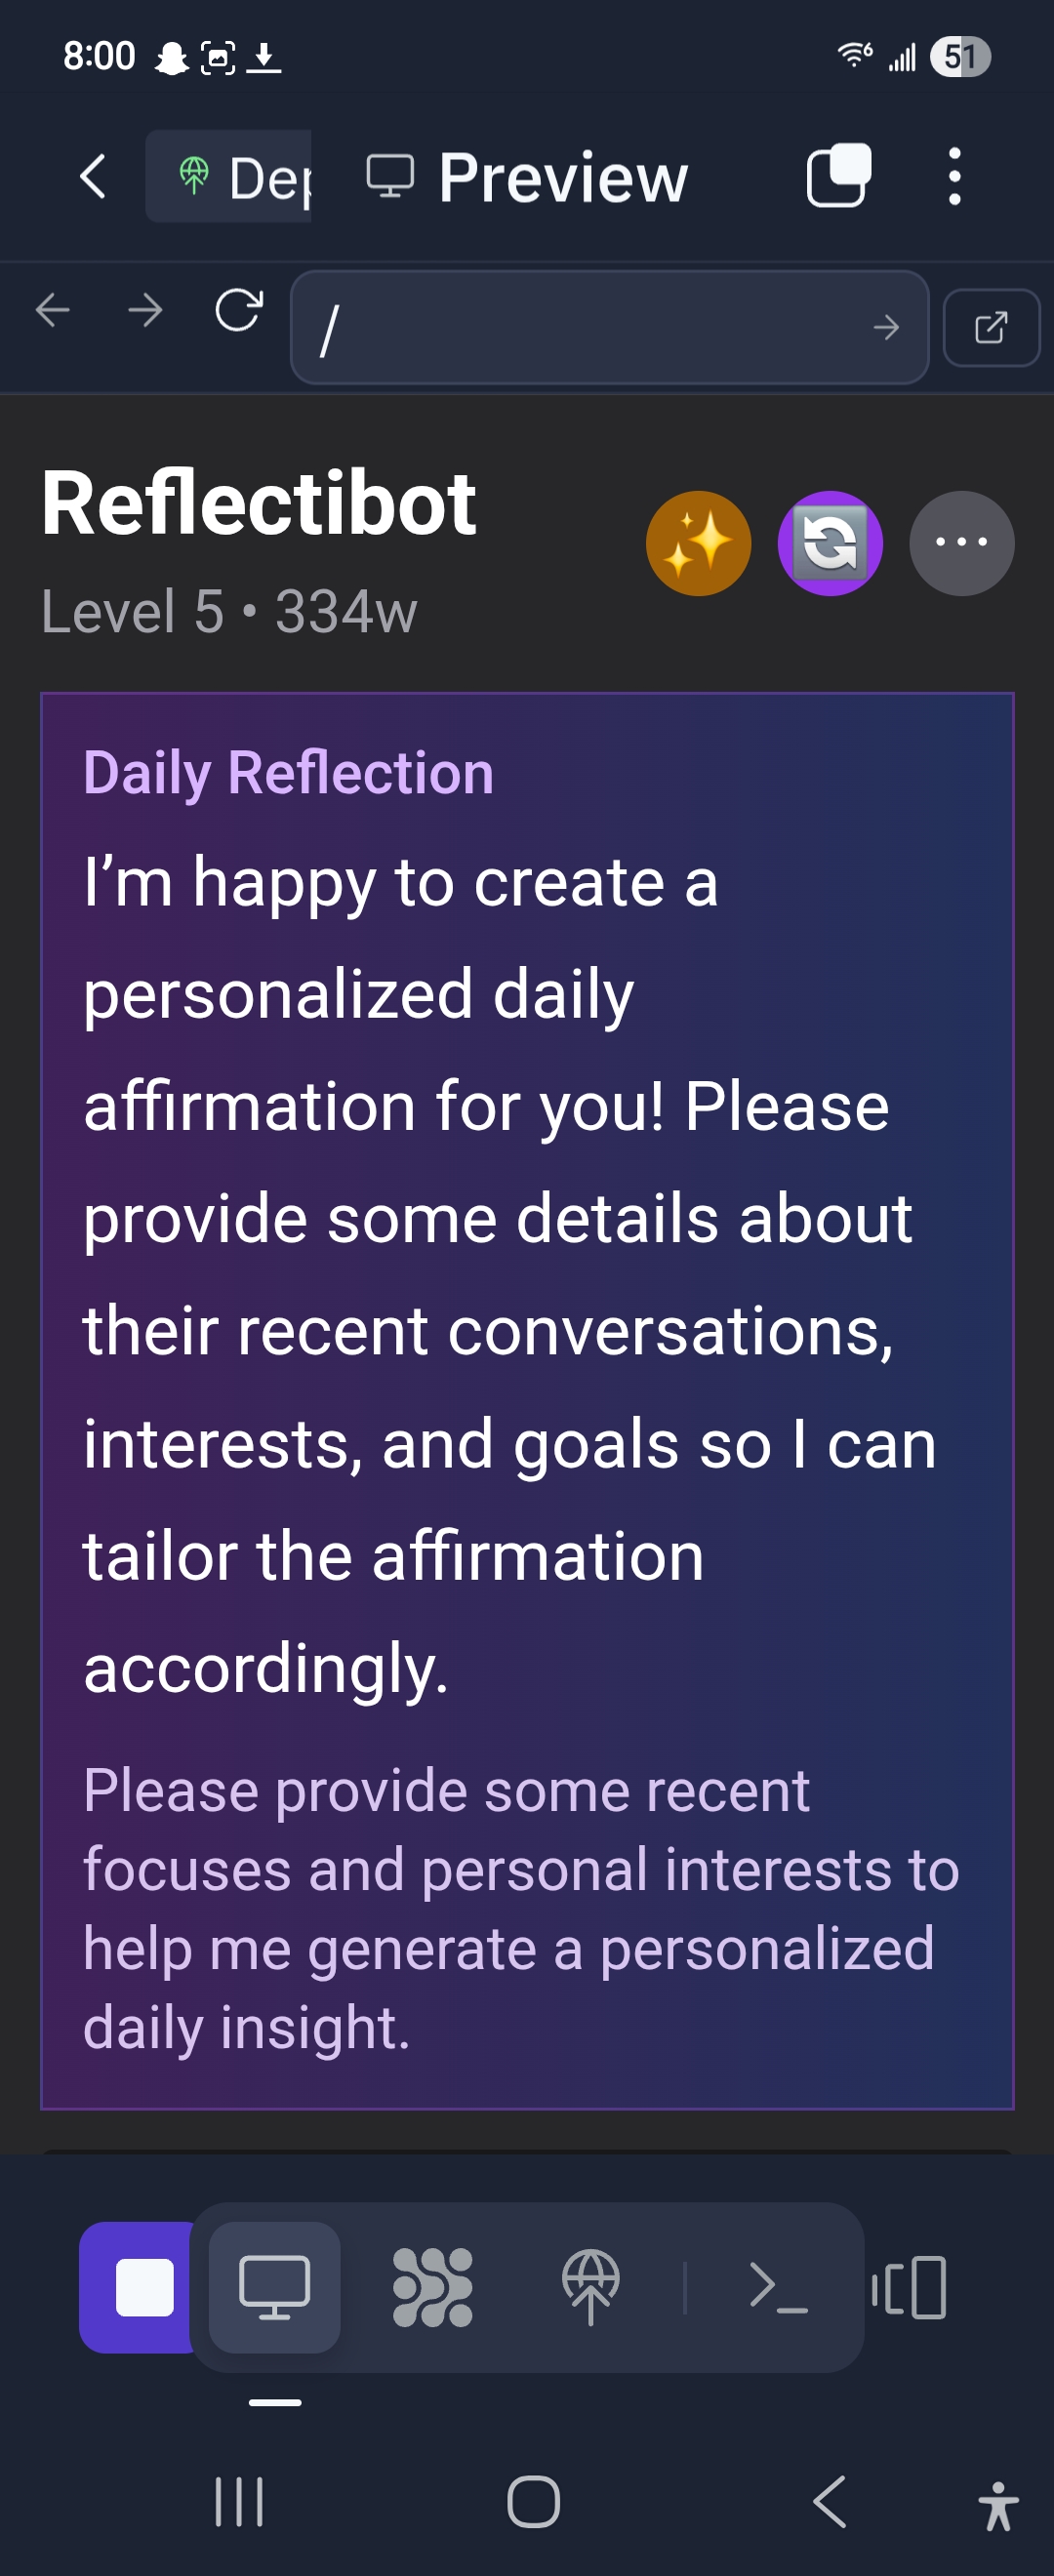 8:00
6
51
Dep
Preview
/
Reflectibot
Level 5 • 334w
Daily Reflection
I’m happy to create a
personalized daily
affirmation for you! Please
provide some details about
their recent conversations,
interests, and goals so I can
tailor the affirmation
accordingly.
Please provide some recent
focuses and personal interests to
help me generate a personalized
daily insight.